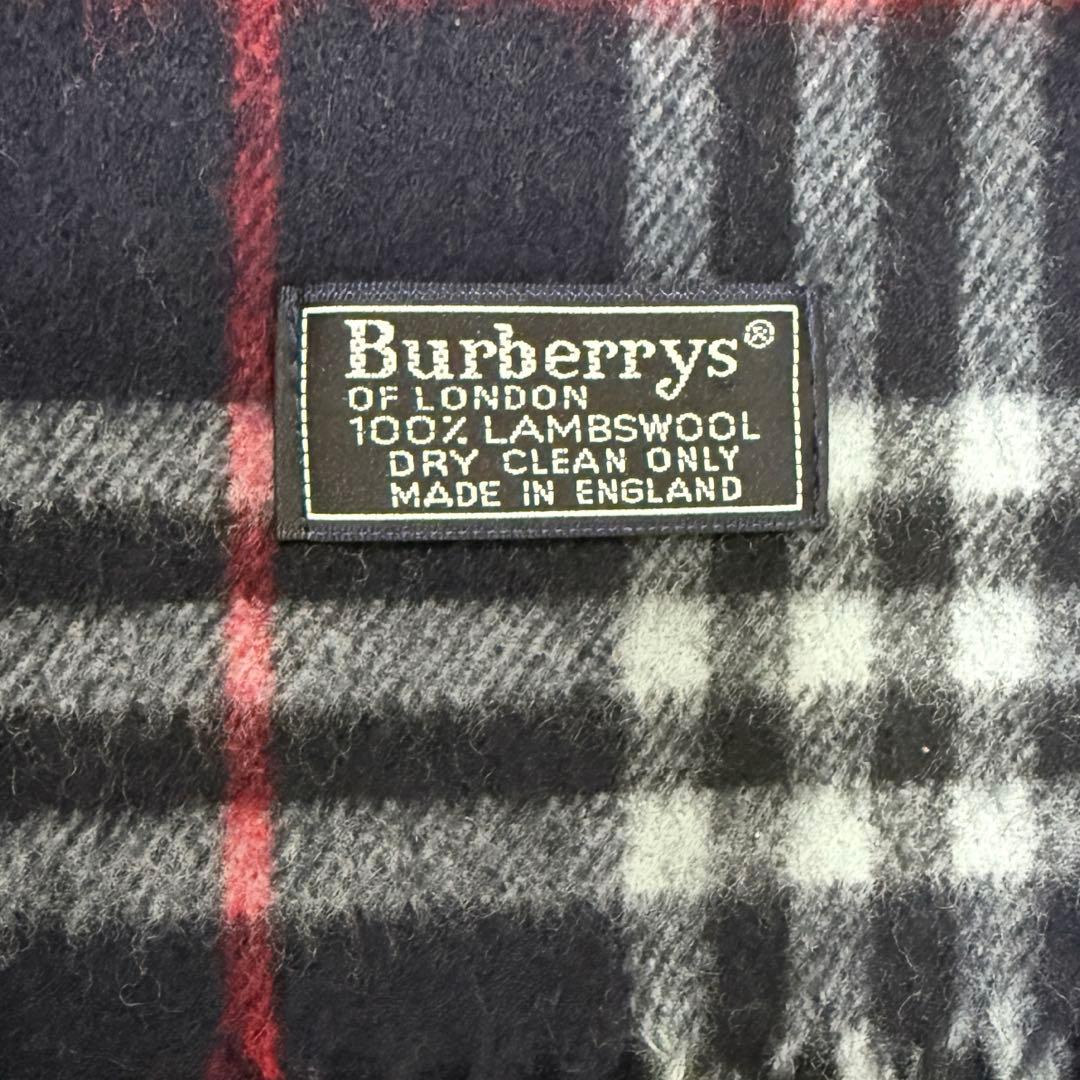 Burberrys®
OF LONDON
100% LAMBSWOOL
DRY CLEAN ONLY
MADE IN ENGLAND